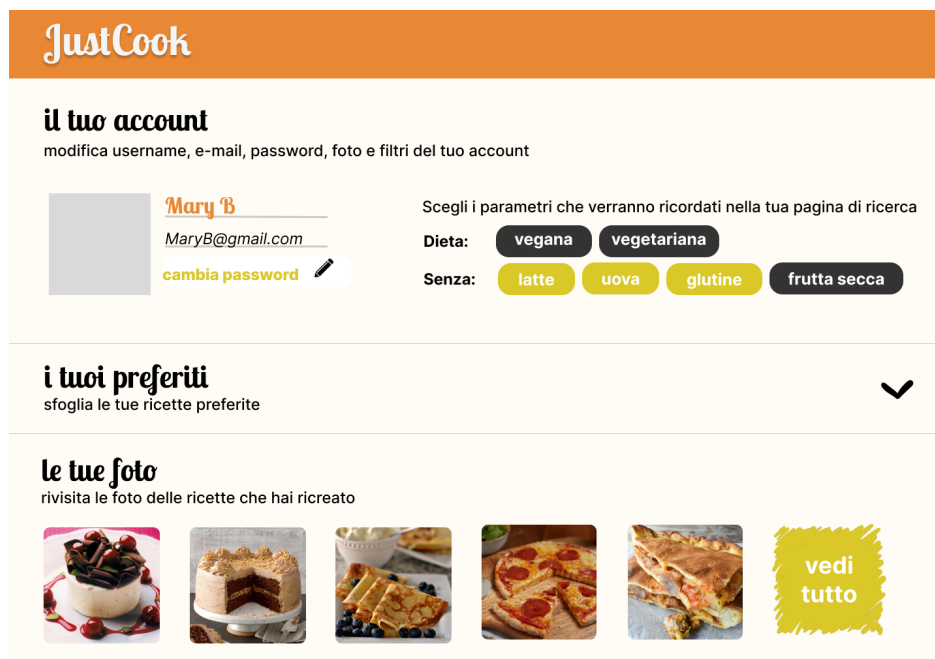 JustCook
il tuo account
modifica username, e-mail, password, foto e filtri del tuo account
Mary B
MaryB@gmail.com
cambia password
Scegli i parametri che verranno ricordati nella tua pagina di ricerca
Dieta: vegana vegetariana
Senza: latte uova glutine frutta secca
i tuoi preferiti
sfoglia le tue ricette preferite
le tue foto
rivisita le foto delle ricette che hai ricreato
vedi
tutto